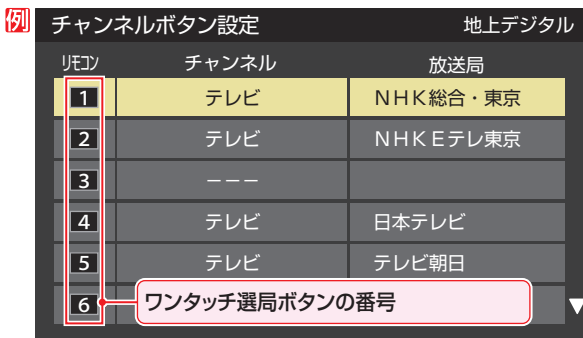 例
チャンネルボタン設定 地上デジタル
リモコン チャンネル 放送局
1 テレビ NHK総合・東京
2 テレビ NHKEテレ東京
3 −−−
4 テレビ 日本テレビ
5 テレビ テレビ朝日
6 ワンタッチ選局ボタンの番号